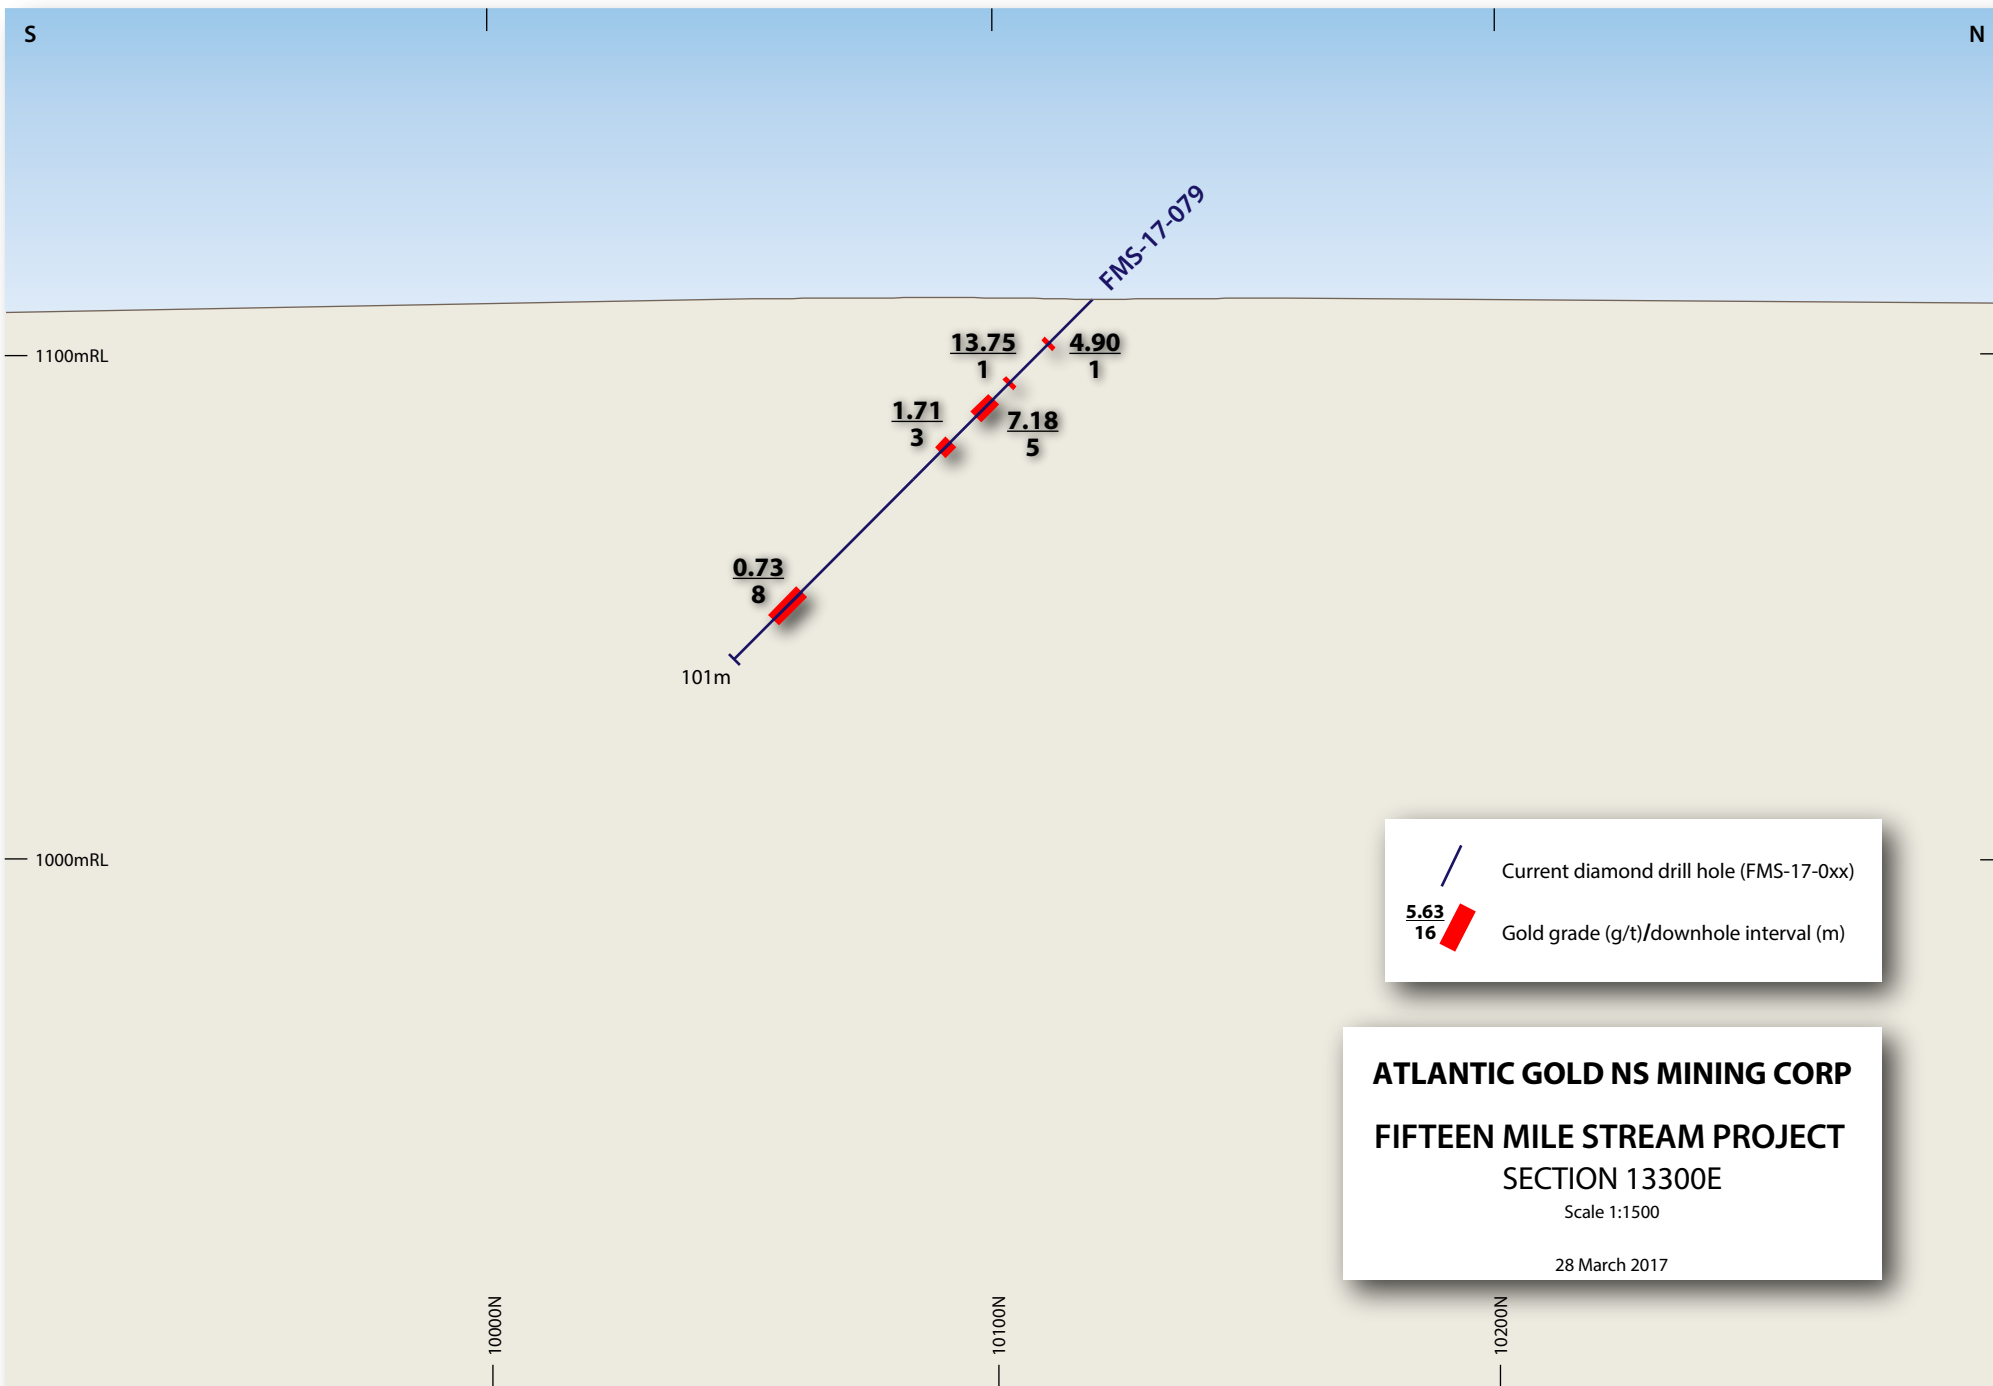 S
N
FMS-17-079
1100mRL
13.75
1
4.90
1
1.71
3
7.18
5
0.73
8
101m
1000mRL
Current diamond drill hole (FMS-17-0xx)
5.63
16
Gold grade (g/t)/downhole interval (m)
ATLANTIC GOLD NS MINING CORP
FIFTEEN MILE STREAM PROJECT
SECTION 13300E
Scale 1:1500
28 March 2017
10000N
10100N
10200N